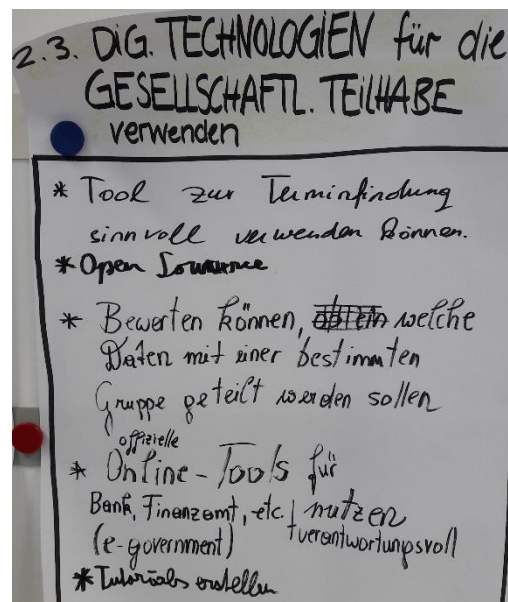 2.3. DIG. TECHNOLOGIEN für die
GESELLSCHAFTL. TEILHABE
verwenden
* Tool zur Terminfindung
sinnvoll verwenden können.
* Open
* Bewerten können, welche
Daten mit einer bestimmten
Gruppe geteilt werden sollen
offizielle
* Online-Tools für
Bank, Finanzamt, etc. | nutzen
(e-government) + verantwortungsvoll
* Tutorials erstellen